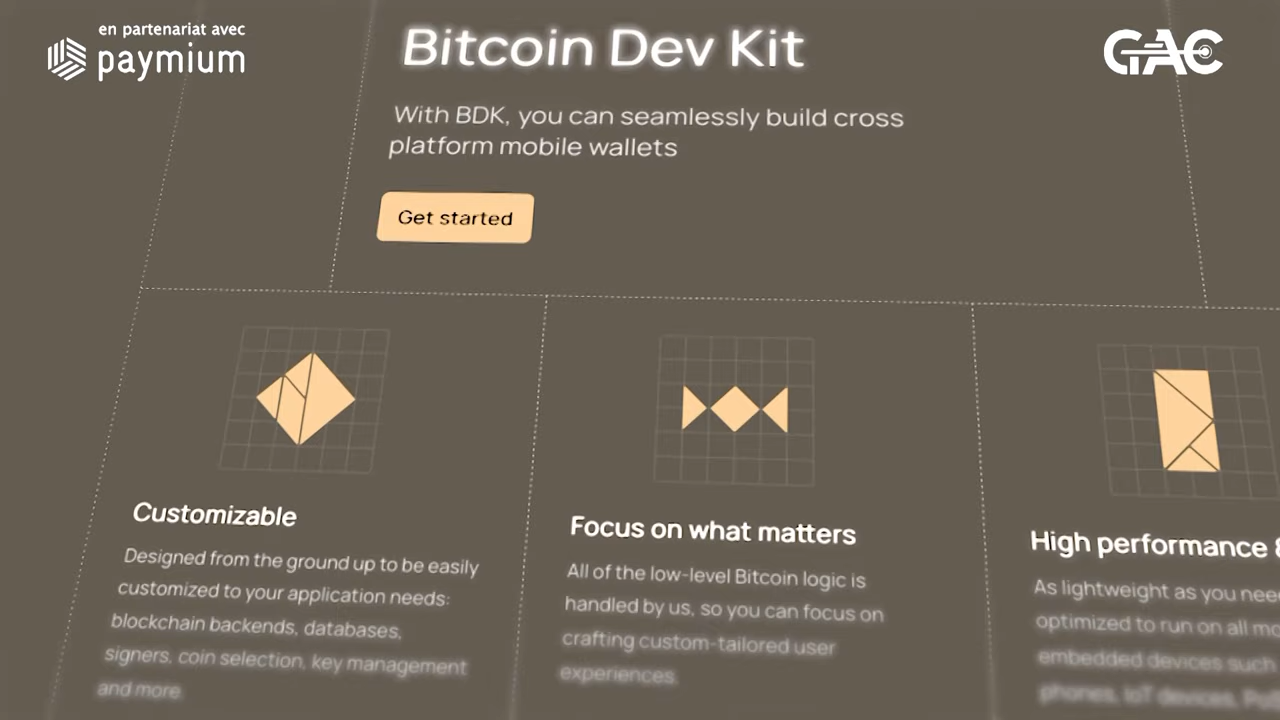 en partenariat avec
paymium
GAC
Bitcoin Dev Kit
With BDK, you can seamlessly build cross
platform mobile wallets
Get started
Customizable
Designed from the ground up to be easily
customized to your application needs:
blockchain backends, databases,
signers, coin selection, key management
and more.
Focus on what matters
All of the low-level Bitcoin logic is
handled by us, so you can focus on
crafting custom-tailored user
experiences.
High performance &
As lightweight as you
optimized to run on all
embedded devices such
phones, IoT devices,